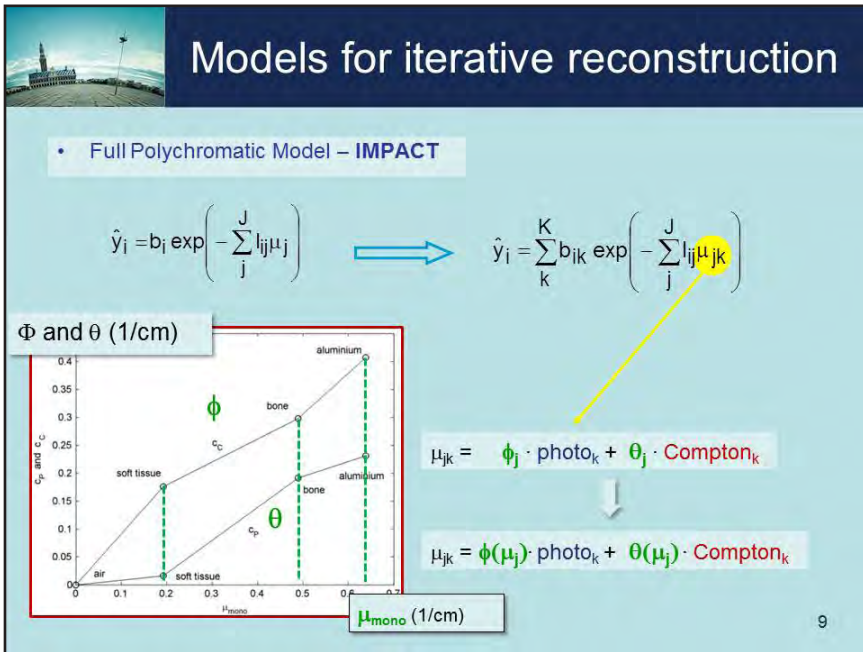 Models for iterative reconstruction
• Full Polychromatic Model – IMPACT
ŷi = bi exp(− ∑j^J lij μj)
ŷi = ∑k^K bik exp(− ∑j^J lij μjk)
Φ and θ (1/cm)
cP and cC
0.4
0.35
0.3
0.25
0.2
0.15
0.1
0.05
0
aluminium
ϕ
bone
cC
soft tissue
aluminium
bone
θ
cP
air
soft tissue
0 0.1 0.2 0.3 0.4 0.5 0.6 0.7
μmono
μmono (1/cm)
μjk = ϕj · photok + θj · Comptonk
μjk = ϕ(μj) · photok + θ(μj) · Comptonk
9